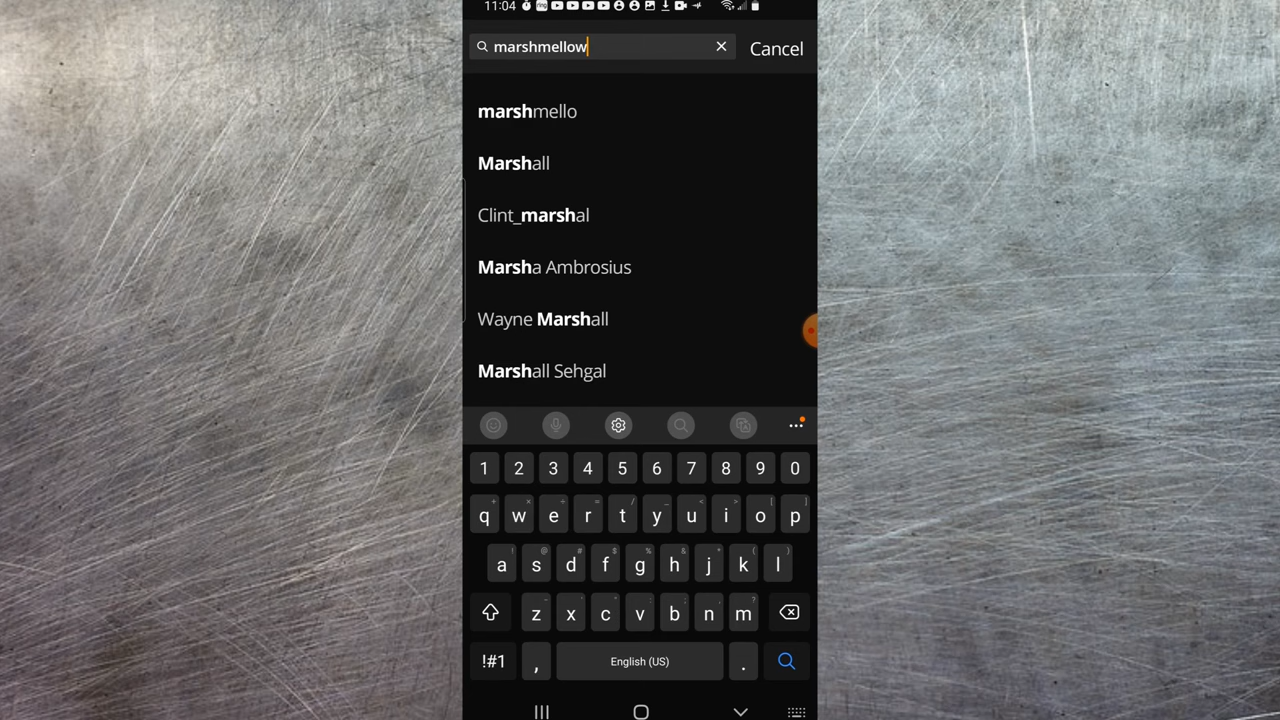 11:04
marshmellow
Cancel
marshmello
Marshall
Clint_marshal
Marsha Ambrosius
Wayne Marshall
Marshall Sehgal
1 2 3 4 5 6 7 8 9 0
q w e r t y u i o p
a s d f g h j k l
z x c v b n m
!#1 , English (US) .